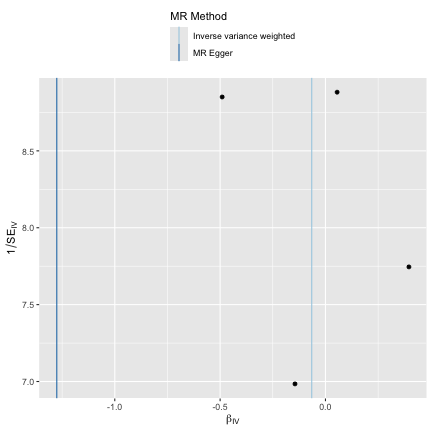 MR Method
Inverse variance weighted
MR Egger
8.5
8.0
7.5
7.0
1/SE_IV
-1.0 -0.5 0.0
β_IV